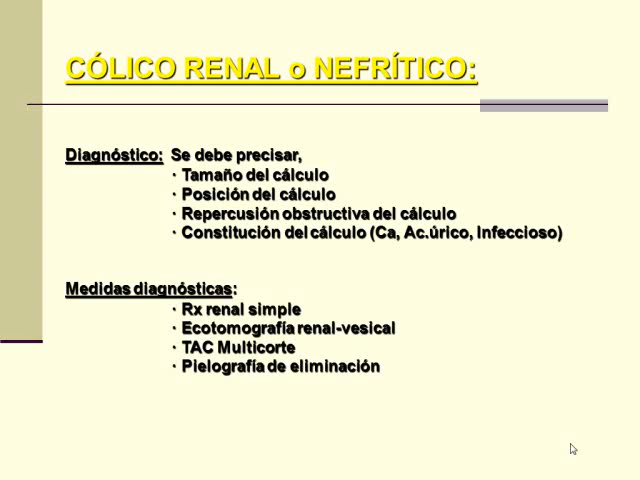 CÓLICO RENAL o NEFRÍTICO:
Diagnóstico: Se debe precisar,
· Tamaño del cálculo
· Posición del cálculo
· Repercusión obstructiva del cálculo
· Constitución del cálculo (Ca, Ac.úrico, Infeccioso)
Medidas diagnósticas:
· Rx renal simple
· Ecotomografía renal-vesical
· TAC Multicorte
· Pielografía de eliminación